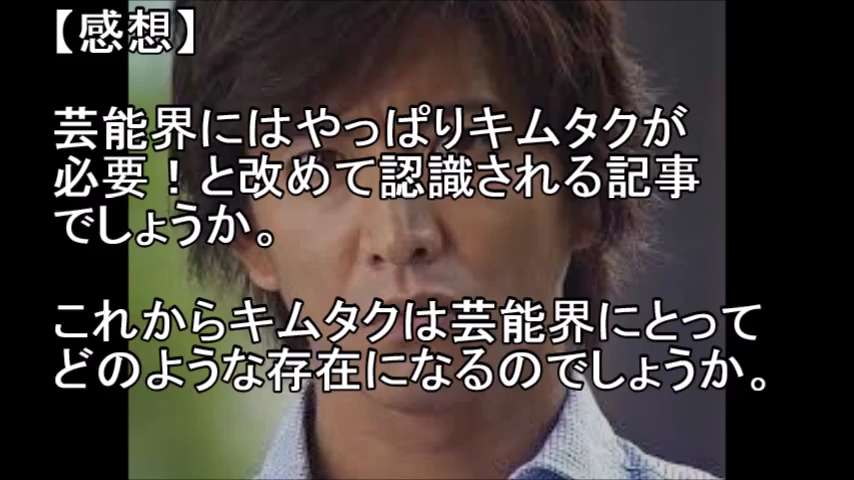 【感想】
芸能界にはやっぱりキムタクが
必要！と改めて認識される記事
でしょうか。
これからキムタクは芸能界にとって
どのような存在になるのでしょうか。